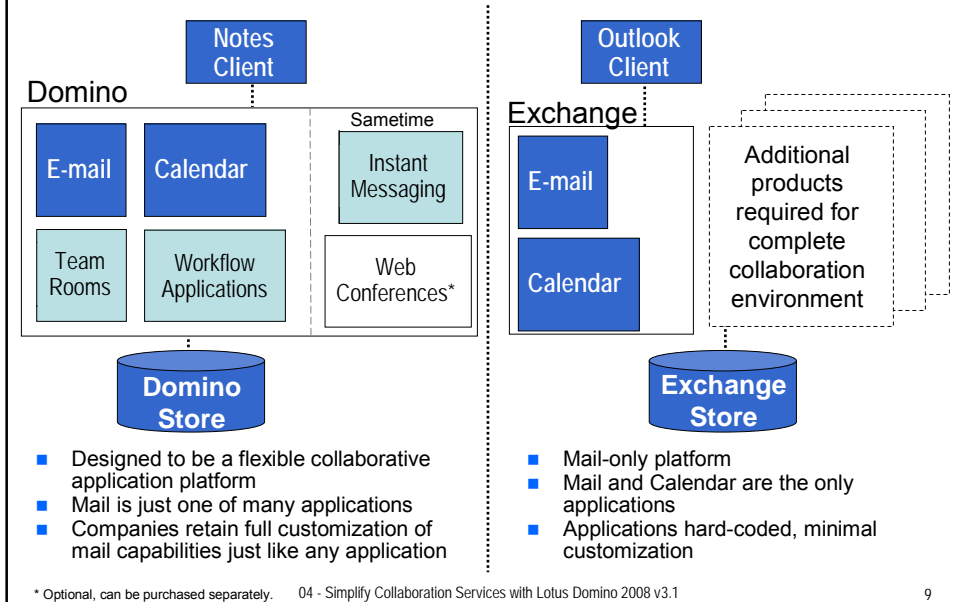 Notes
Client
Domino
E-mail
Calendar
Team
Rooms
Workflow
Applications
Sametime
Instant
Messaging
Web
Conferences*
Domino
Store
■ Designed to be a flexible collaborative
application platform
■ Mail is just one of many applications
■ Companies retain full customization of
mail capabilities just like any application
Outlook
Client
Exchange
E-mail
Calendar
Additional
products
required for
complete
collaboration
environment
Exchange
Store
■ Mail-only platform
■ Mail and Calendar are the only
applications
■ Applications hard-coded, minimal
customization
* Optional, can be purchased separately. 04 - Simplify Collaboration Services with Lotus Domino 2008 v3.1 9